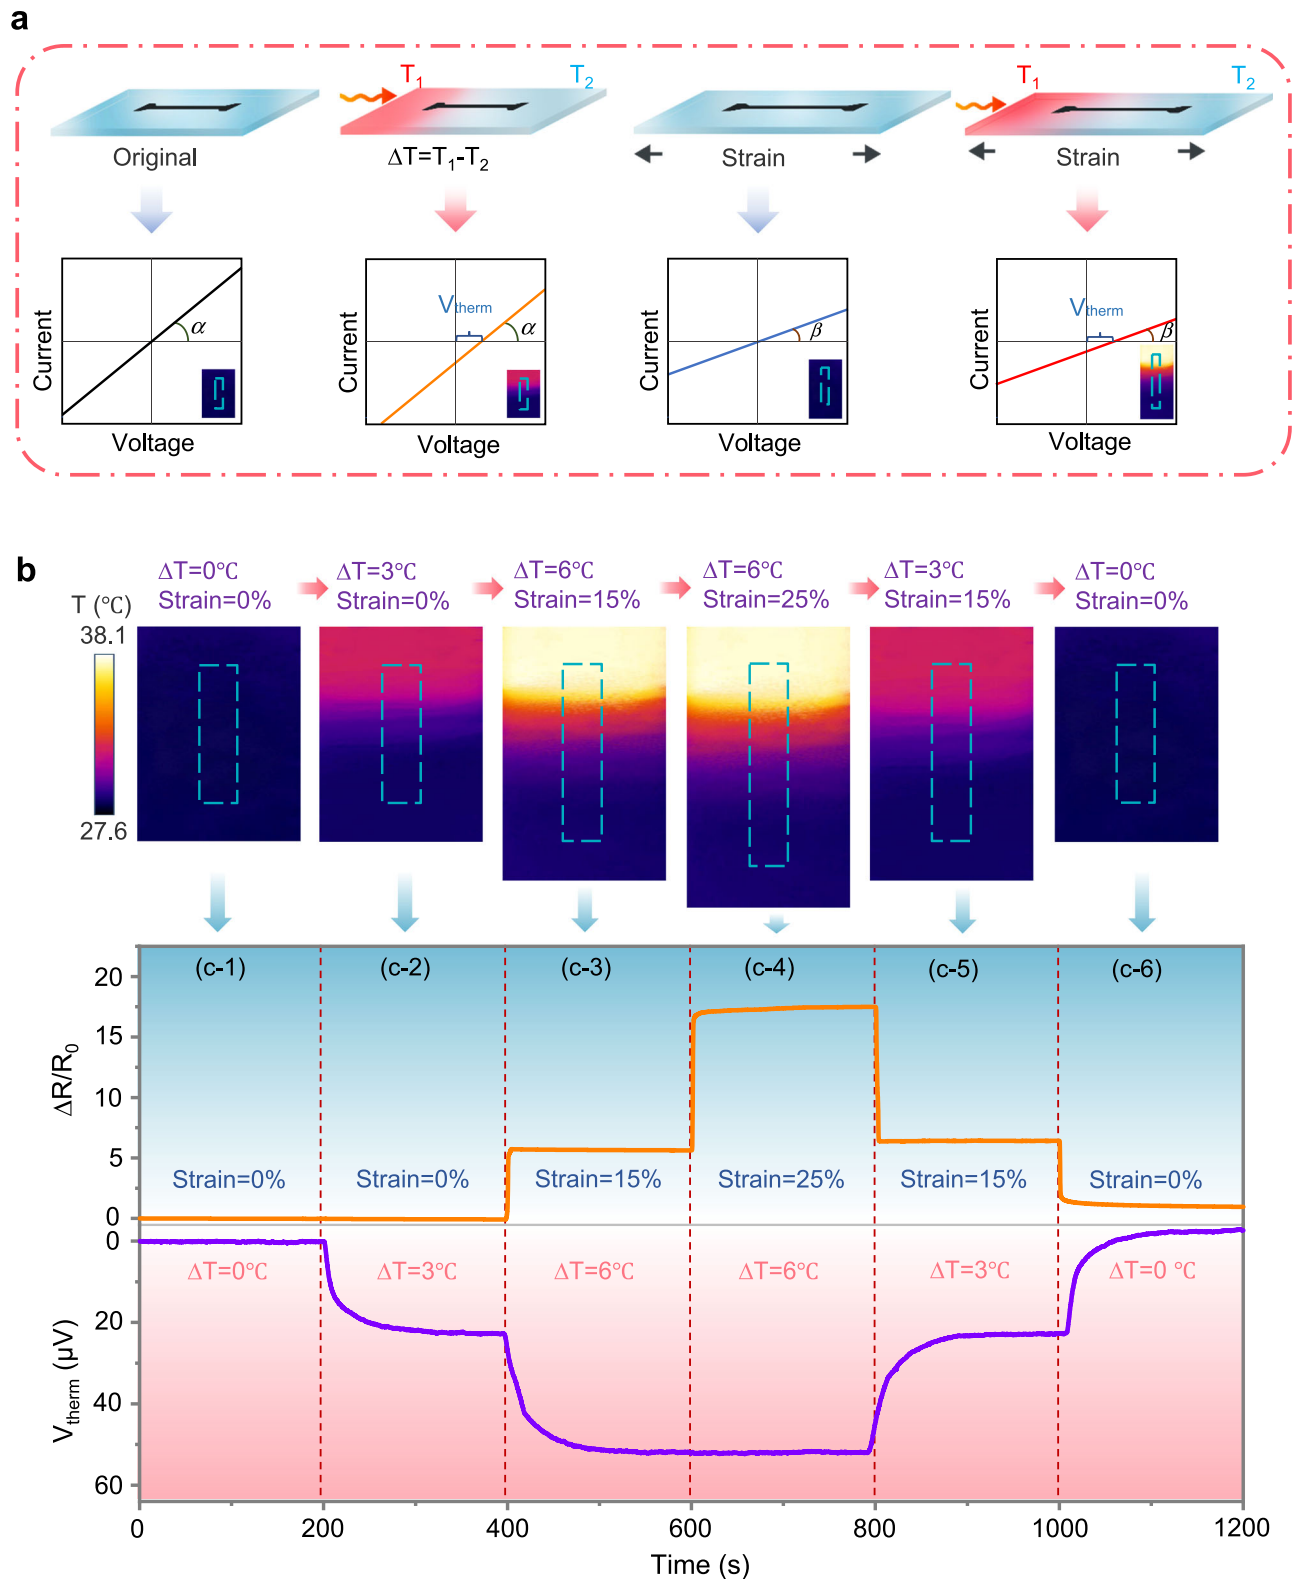 a
T1 T2 T1 T2
Original ΔT=T1-T2 Strain Strain
Current α Voltage
Current Vtherm α Voltage
Current β Voltage
Current Vtherm β Voltage
b
ΔT=0℃ ΔT=3℃ ΔT=6℃ ΔT=6℃ ΔT=3℃ ΔT=0℃
Strain=0% Strain=0% Strain=15% Strain=25% Strain=15% Strain=0%
T (℃)
38.1
27.6
(c-1) (c-2) (c-3) (c-4) (c-5) (c-6)
20
15
10
5
0
ΔR/R0
Strain=0% Strain=0% Strain=15% Strain=25% Strain=15% Strain=0%
0
20
40
60
Vtherm (μV)
ΔT=0℃ ΔT=3℃ ΔT=6℃ ΔT=6℃ ΔT=3℃ ΔT=0 ℃
0 200 400 600 800 1000 1200
Time (s)